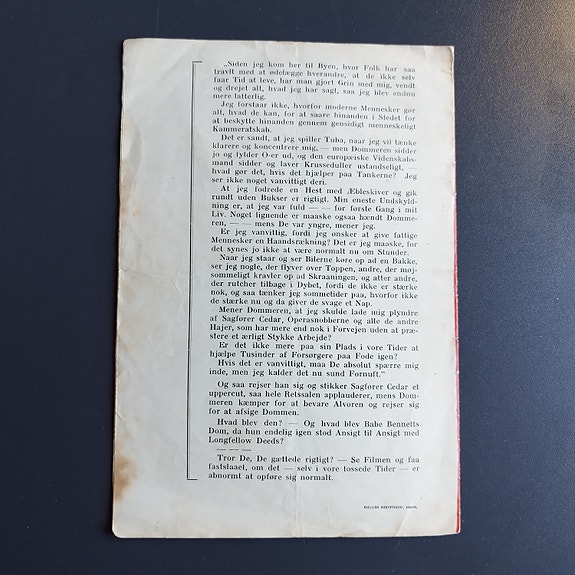 „Siden jeg kom her til Byen, hvor Folk har saa
travlt med at ødelægge hverandre, at de ikke selv
faar Tid at leve, har man gjort Grin med mig, vendt
og drejet alt, hvad jeg har sagt, saa jeg blev endnu
mere latterlig.
Jeg forstaar ikke, hvorfor moderne Mennesker gør
alt, hvad de kan, for at saare hinanden i Stedet for
at beskytte hinanden gennem gensidigt menneskeligt
Kammeratskab.
Det er sandt, at jeg spiller Tuba, naar jeg vil tænke
klarere og koncentrere mig, — men Dommeren sidder
jo og fylder O-er ud, og den europæiske Videnskabs-
mand sidder og laver Krusseduller ustandseligt, —
hvad gør det, hvis det hjælper paa Tankerne? Jeg
ser ikke noget vanvittigt deri.
At jeg fodrede en Hest med Æbleskiver og gik
rundt uden Bukser er rigtigt. Min eneste Undskyld-
ning er, at jeg var fuld — — for første Gang i mit
Liv. Noget lignende er maaske ogsaa hændt Domme-
ren, — — mens De var yngre, mener jeg.
Er jeg vanvittig, fordi jeg ønsker at give fattige
Mennesker en Haandsrækning? Det er jeg maaske, for
det synes jo ikke at være normalt nu om Stunder.
Naar jeg staar og ser Bilerne køre op ad en Bakke,
ser jeg nogle, der flyver over Toppen, andre, der møj-
sommeligt kravler op ad Skraaningen, og atter andre,
der rutcher tilbage i Dybet, fordi de ikke er stærke
nok, og saa tænker jeg sommetider paa, hvorfor ikke
de stærke nu og da giver de svage et Nap.
Mener Dommeren, at jeg skulde lade mig plyndre
af Sagfører Cedar, Operasnobberne og alle de andre
Hajer, som har mere end nok i Forvejen uden at præ-
stere et ærligt Stykke Arbejde?
Er det ikke mere paa sin Plads i vore Tider at
hjælpe Tusinder af Forsørgere paa Fode igen?
Hvis det er vanvittigt, maa De absolut spærre mig
inde, men jeg kalder det nu sund Fornuft."
Og saa rejser han sig og stikker Sagfører Cedar et
uppercut, saa hele Retssalen applauderer, mens Dom-
meren kæmper for at bevare Alvoren og rejser sig
for at afsige Dommen.
Hvad blev den? — Og hvad blev Babe Bennetts
Dom, da hun endelig igen stod Ansigt til Ansigt med
Longfellow Deeds?
— — —
Tror De, De gættede rigtigt? — Se Filmen og faa
fastslaaet, om det — selv i vore tossede Tider — er
abnormt at opføre sig normalt.